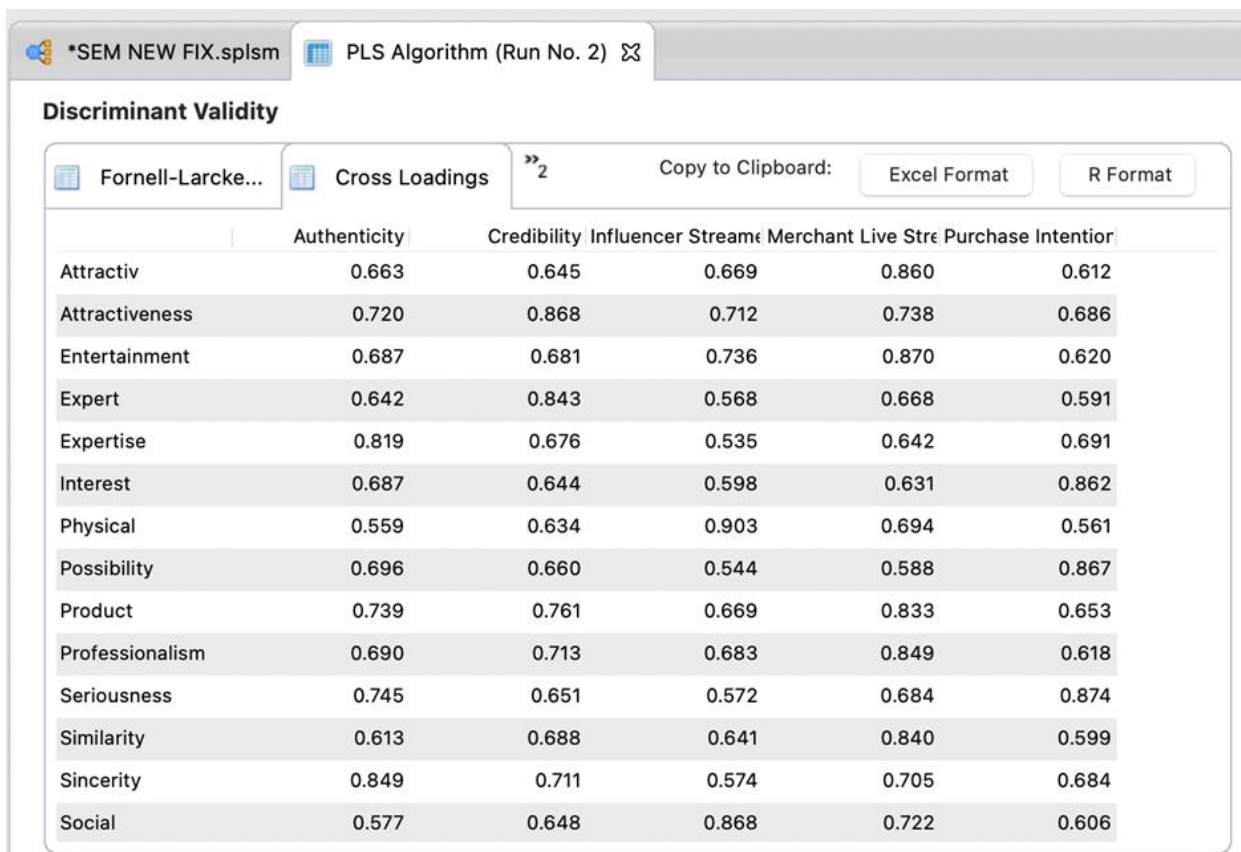 *SEM NEW FIX.splsm PLS Algorithm (Run No. 2)
Discriminant Validity
Fornell-Larcke... Cross Loadings »2 Copy to Clipboard: Excel Format R Format
Authenticity Credibility Influencer Streame Merchant Live Stre Purchase Intention
Attractiv 0.663 0.645 0.669 0.860 0.612
Attractiveness 0.720 0.868 0.712 0.738 0.686
Entertainment 0.687 0.681 0.736 0.870 0.620
Expert 0.642 0.843 0.568 0.668 0.591
Expertise 0.819 0.676 0.535 0.642 0.691
Interest 0.687 0.644 0.598 0.631 0.862
Physical 0.559 0.634 0.903 0.694 0.561
Possibility 0.696 0.660 0.544 0.588 0.867
Product 0.739 0.761 0.669 0.833 0.653
Professionalism 0.690 0.713 0.683 0.849 0.618
Seriousness 0.745 0.651 0.572 0.684 0.874
Similarity 0.613 0.688 0.641 0.840 0.599
Sincerity 0.849 0.711 0.574 0.705 0.684
Social 0.577 0.648 0.868 0.722 0.606